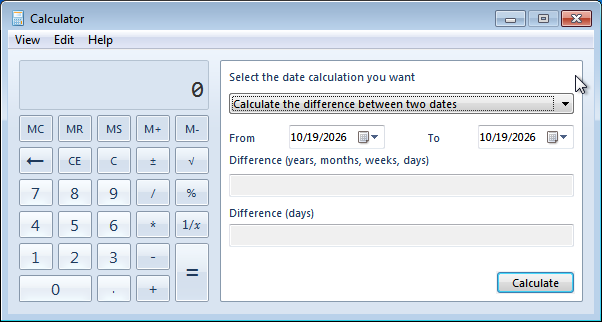 Calculator
View Edit Help
0
MC MR MS M+ M-
← CE C ± √
7 8 9 / %
4 5 6 * 1/x
1 2 3 - =
0 . +
Select the date calculation you want
Calculate the difference between two dates
From 10/19/2026 To 10/19/2026
Difference (years, months, weeks, days)
Difference (days)
Calculate